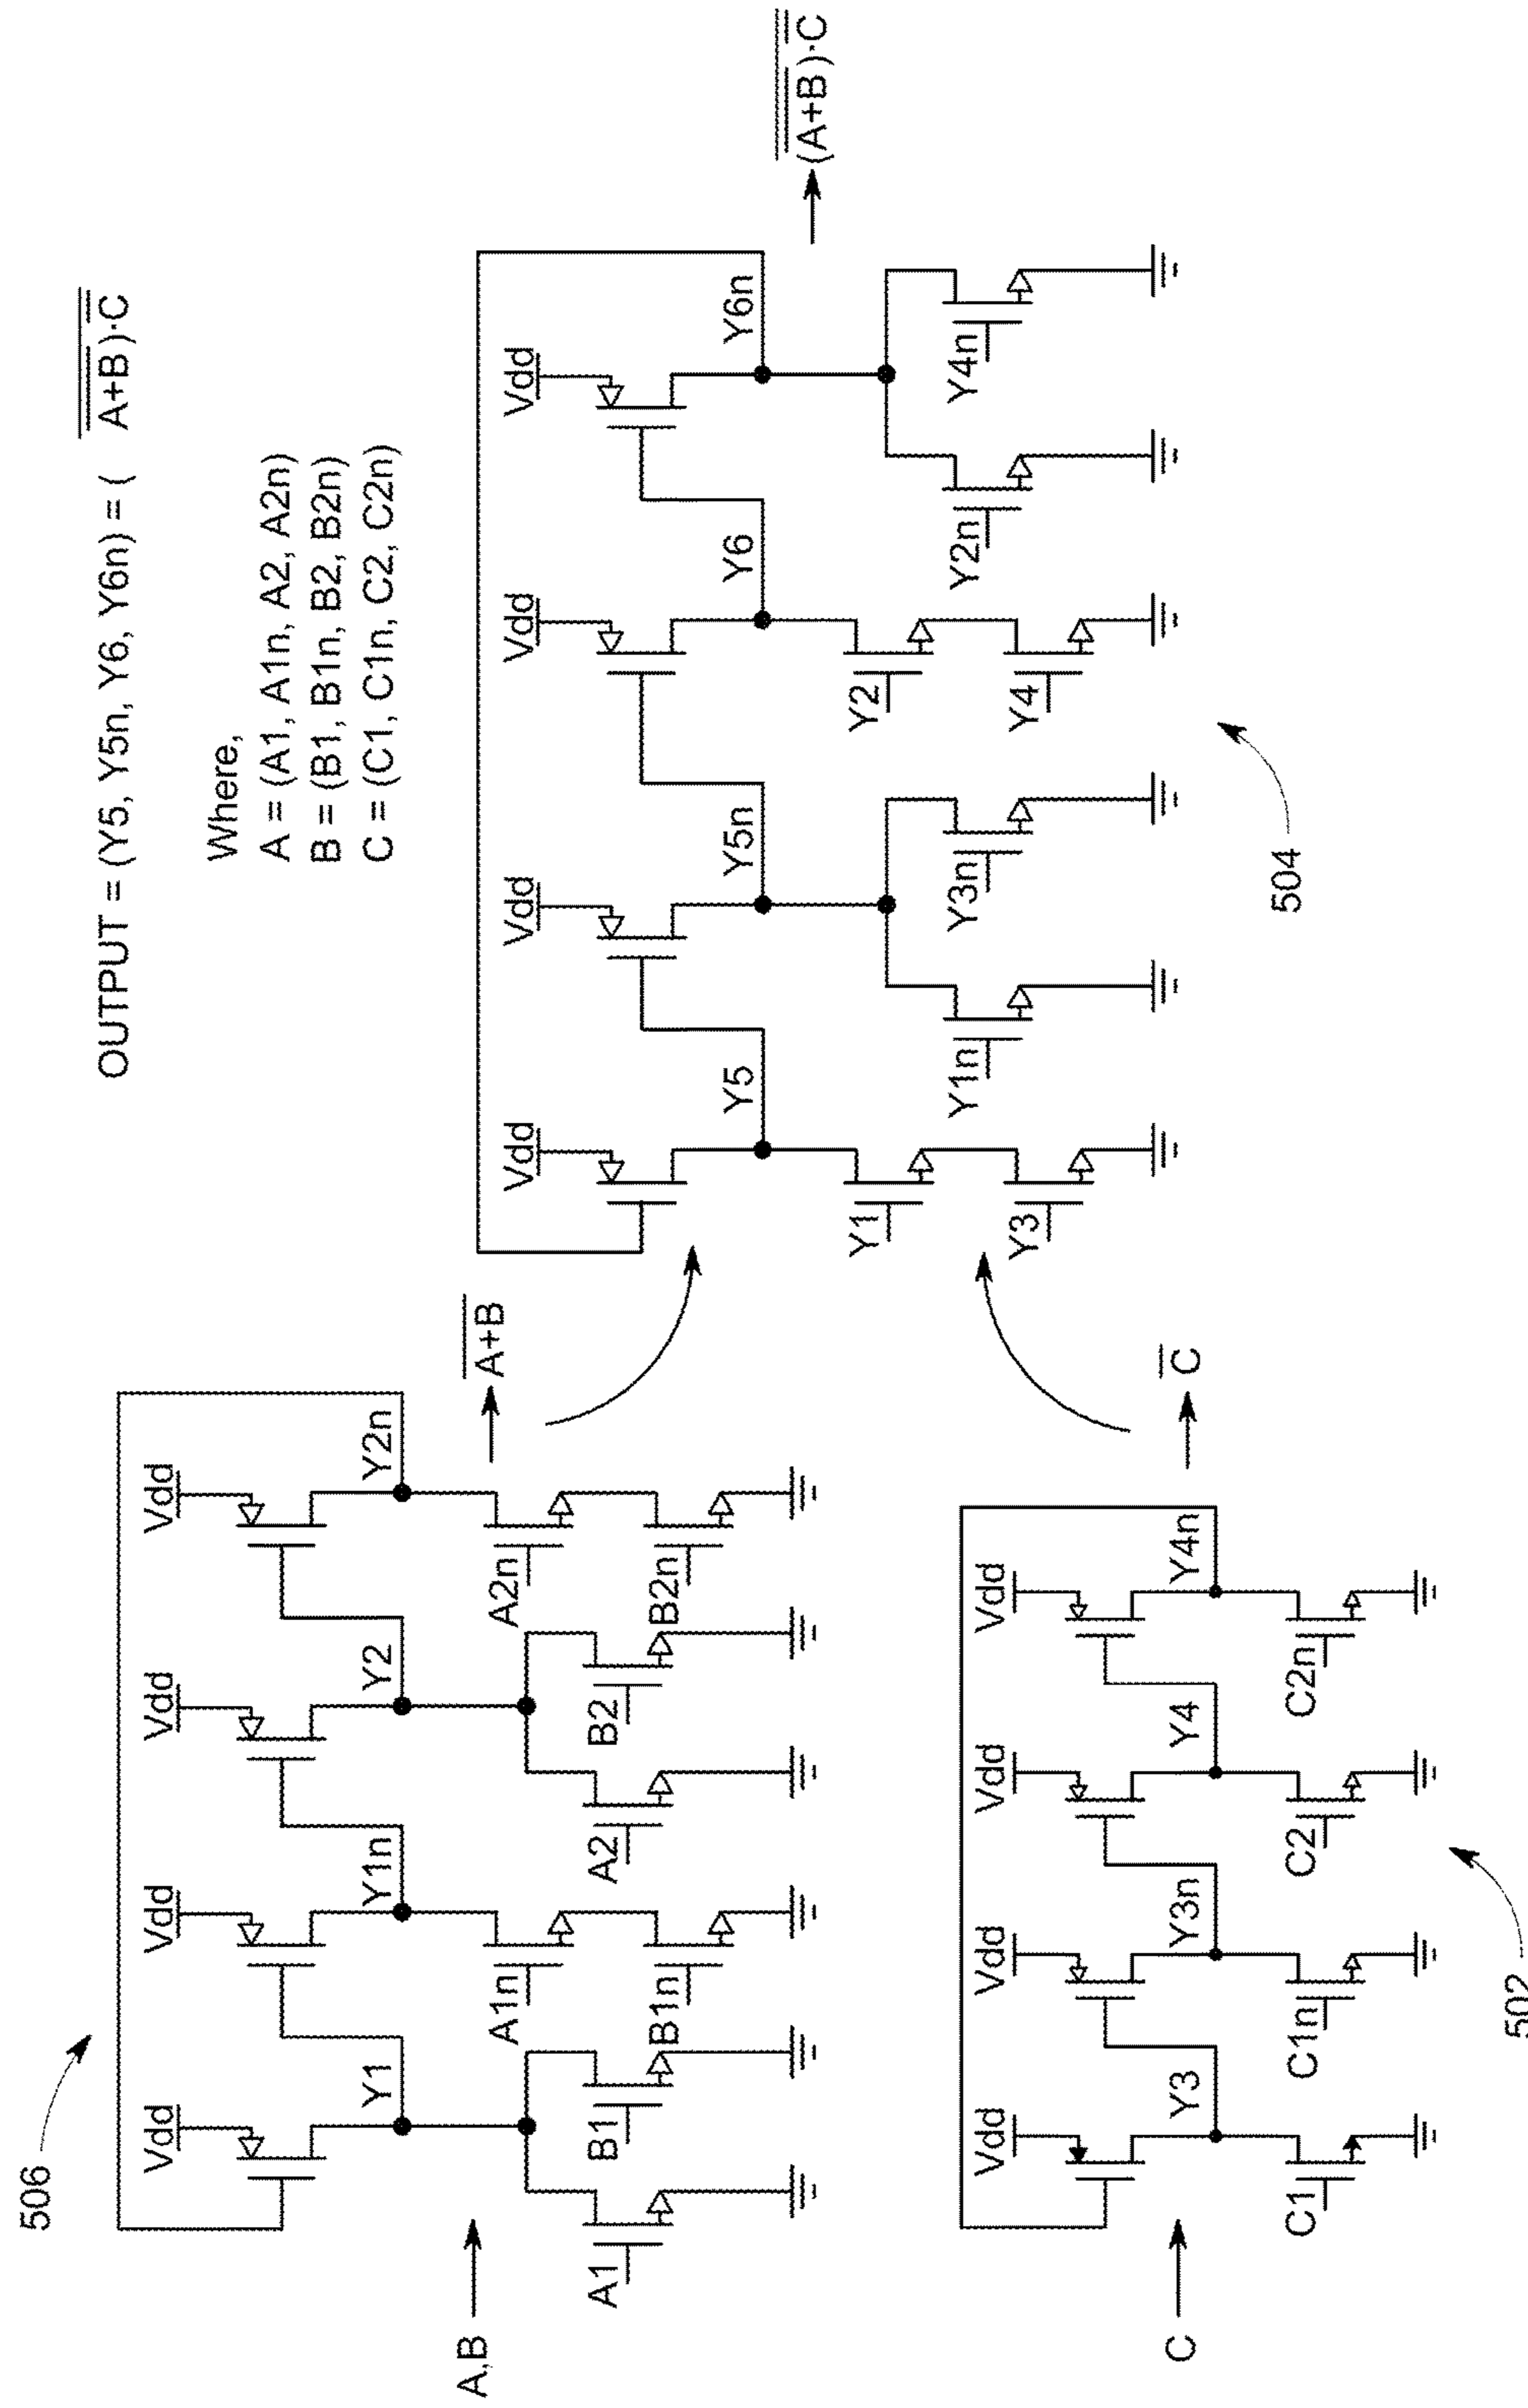 OUTPUT = (Y5, Y5n, Y6, Y6n) = ( A+B)·C
Where,
A = (A1, A1n, A2, A2n)
B = (B1, B1n, B2, B2n)
C = (C1, C1n, C2, C2n)
506
Vdd Vdd Vdd Vdd
Y1 Y1n Y2 Y2n
A,B
A+B
A1 B1 A1n B1n A2 B2 A2n B2n
Vdd Vdd Vdd Vdd
Y5 Y5n Y6 Y6n
(A+B)·C
Y1 Y3 Y1n Y3n Y2 Y4 Y2n Y4n
504
Vdd Vdd Vdd Vdd
Y3 Y3n Y4 Y4n
C
C
C1 C1n C2 C2n
502